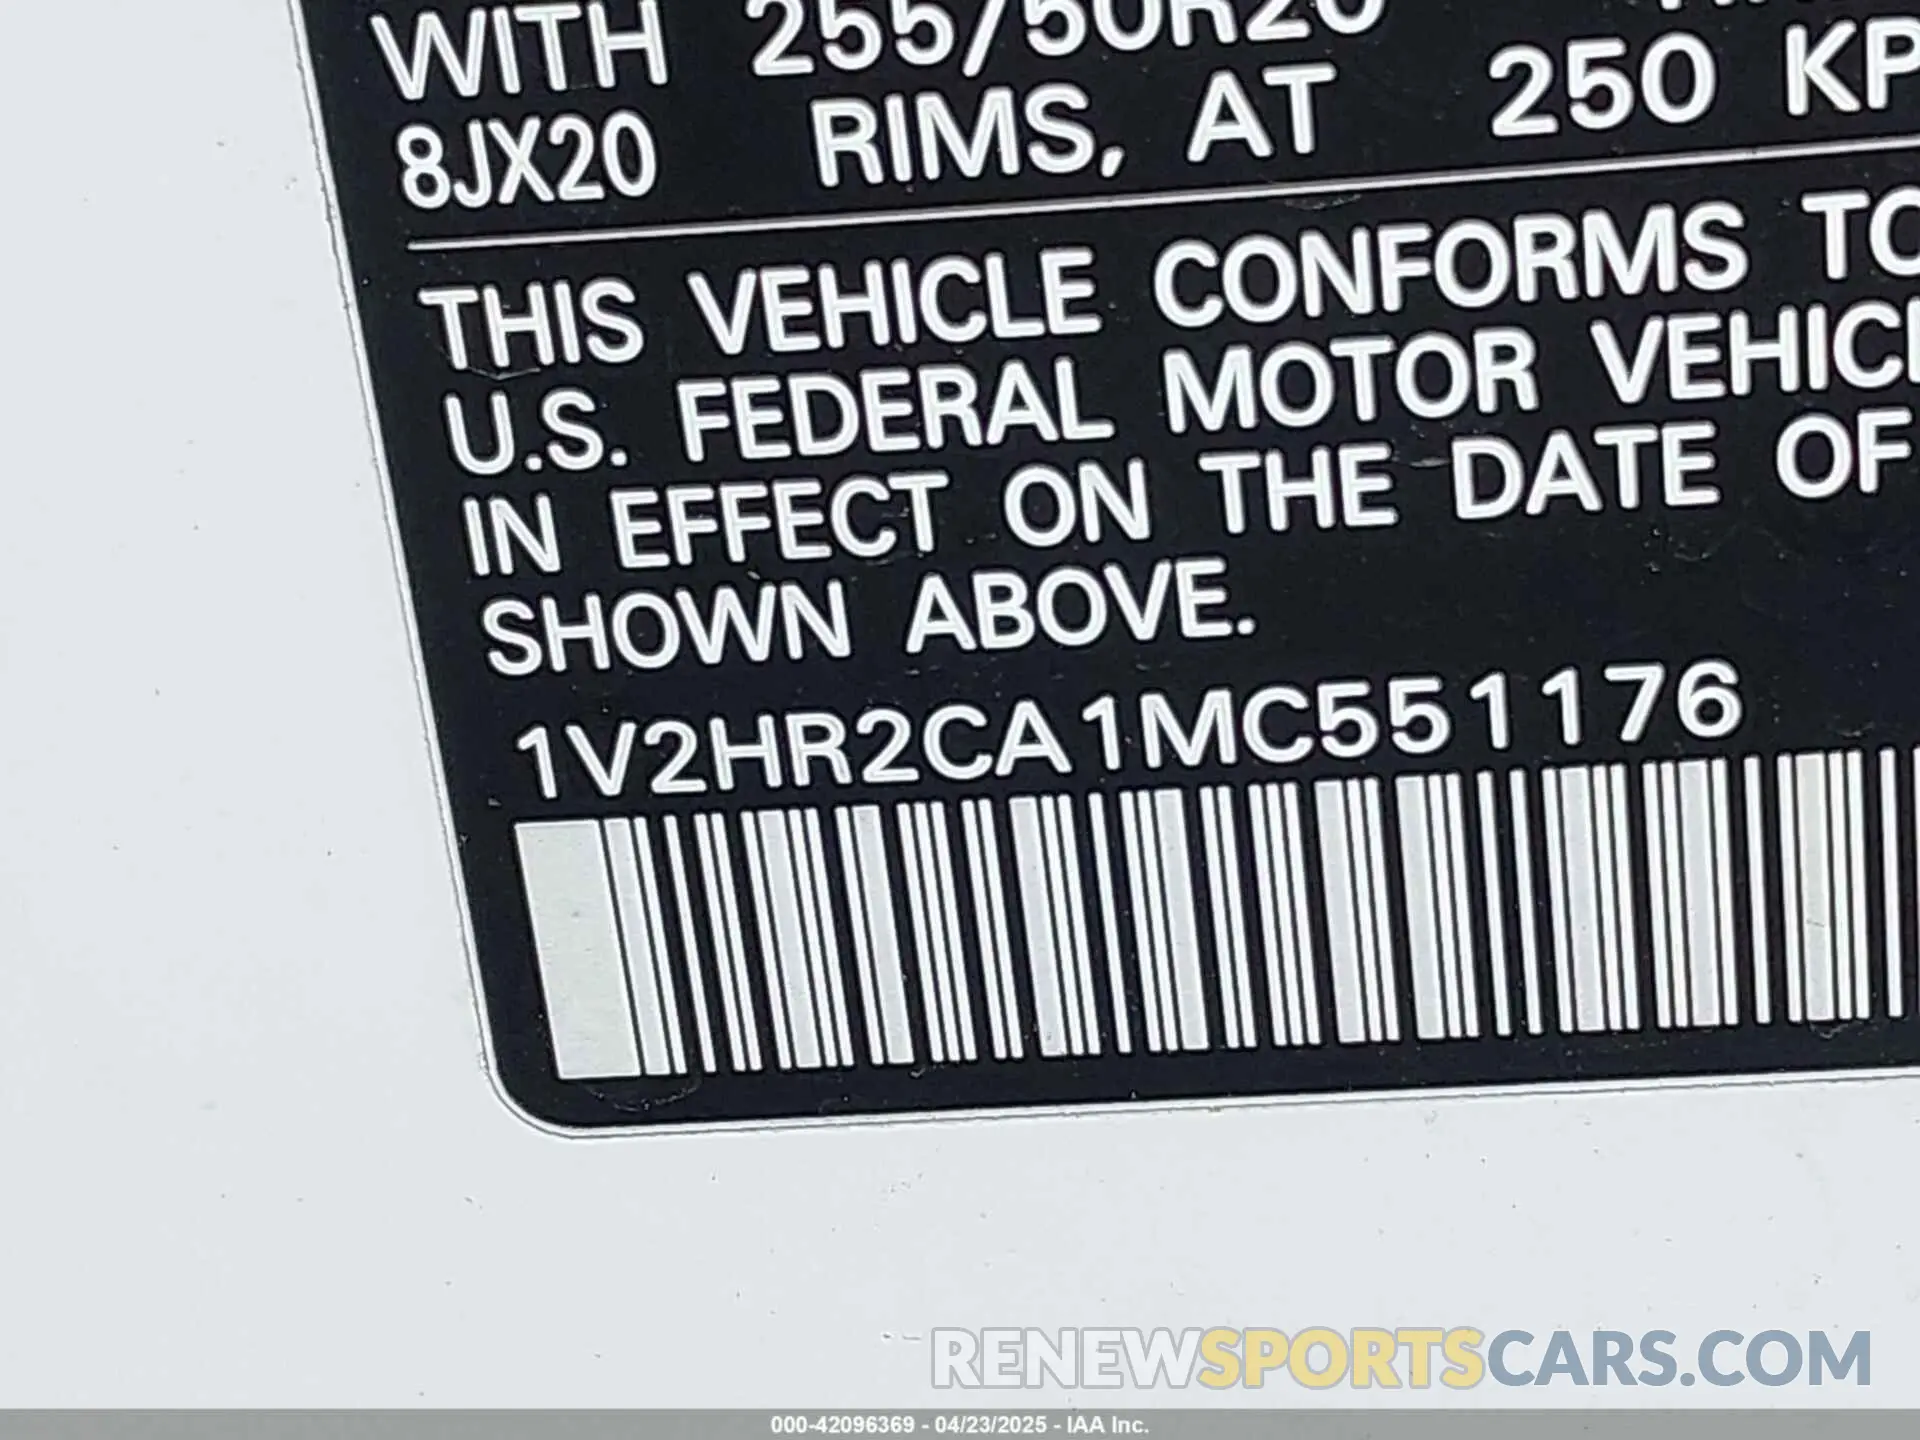 WITH 255/50R20
8JX20 RIMS, AT 250 KP
THIS VEHICLE CONFORMS TO
U.S. FEDERAL MOTOR VEHIC
IN EFFECT ON THE DATE OF
SHOWN ABOVE.
1V2HR2CA1MC551176
RENEWSPORTSCARS.COM
000-42096369 - 04/23/2025 - IAA Inc.